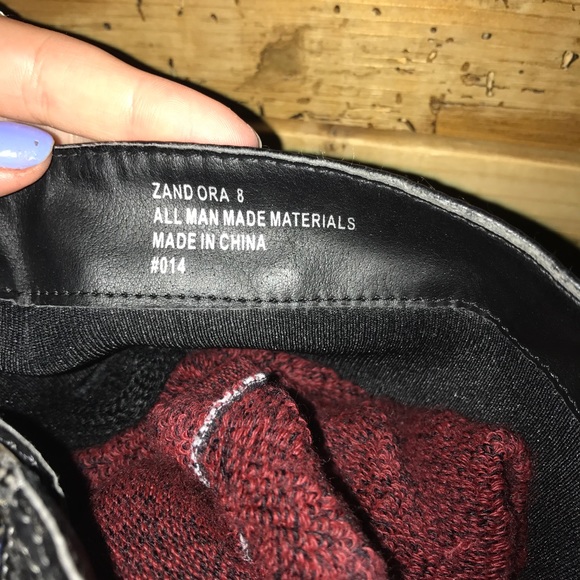 ZAND ORA 8
ALL MAN MADE MATERIALS
MADE IN CHINA
#014